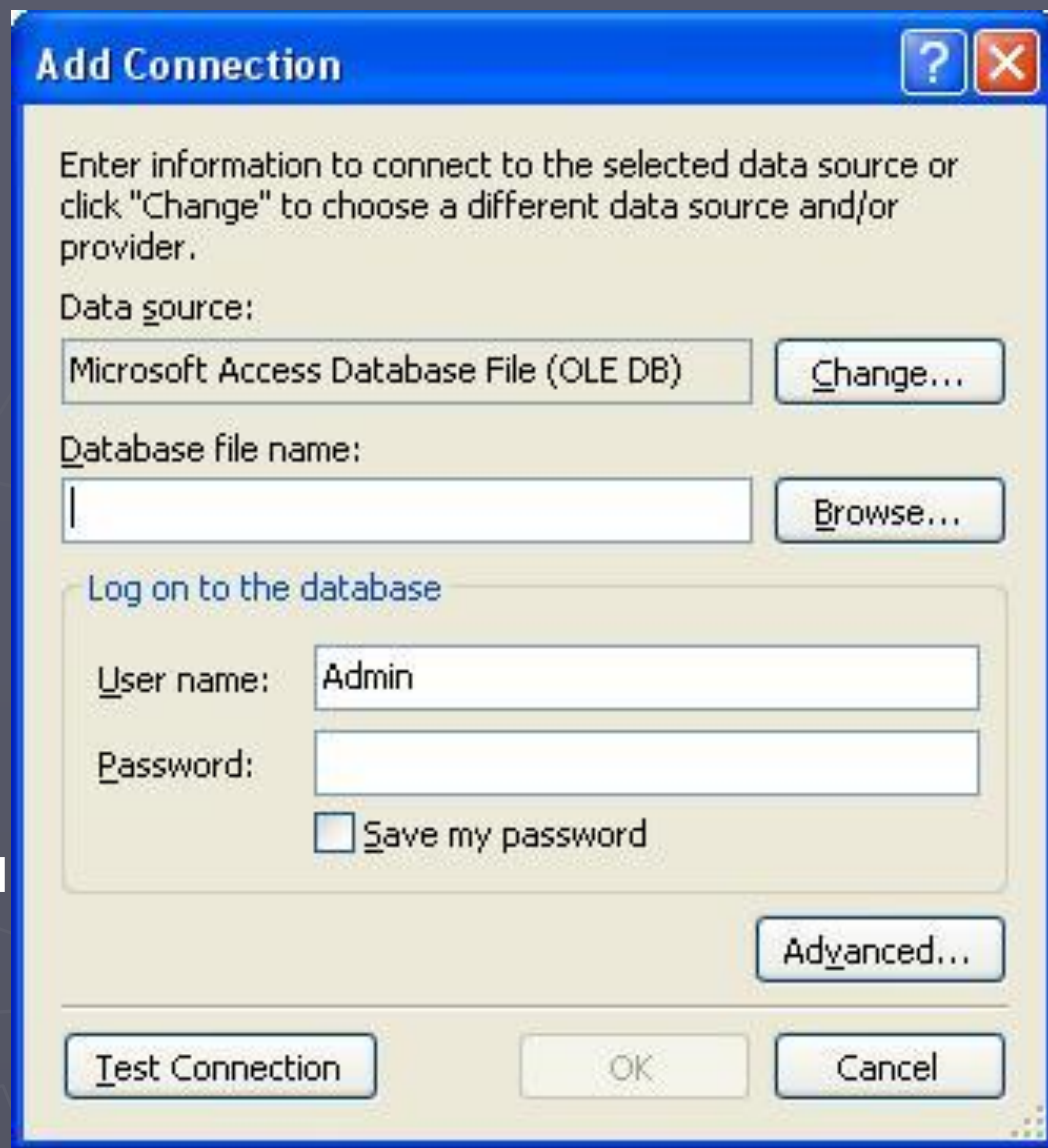 Add Connection
Enter information to connect to the selected data source or
click "Change" to choose a different data source and/or
provider.
Data source:
Microsoft Access Database File (OLE DB)
Change...
Database file name:
Browse...
Log on to the database
User name:
Admin
Password:
Save my password
Advanced...
Test Connection
OK
Cancel